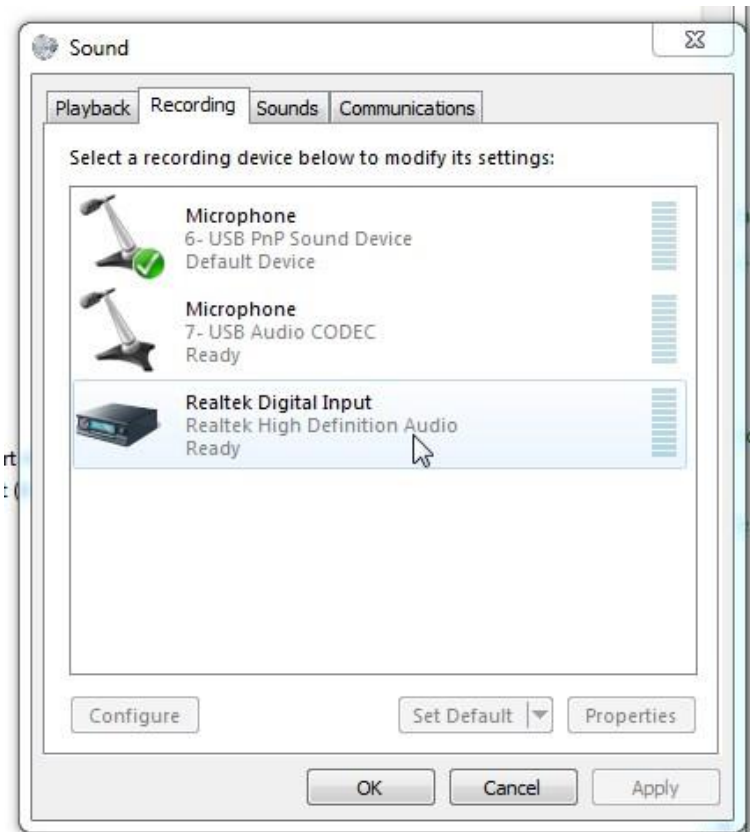 Sound
Playback
Recording
Sounds
Communications
Select a recording device below to modify its settings:
Microphone
6- USB PnP Sound Device
Default Device
Microphone
7- USB Audio CODEC
Ready
Realtek Digital Input
Realtek High Definition Audio
Ready
rt
t (
Configure
Set Default
Properties
OK
Cancel
Apply